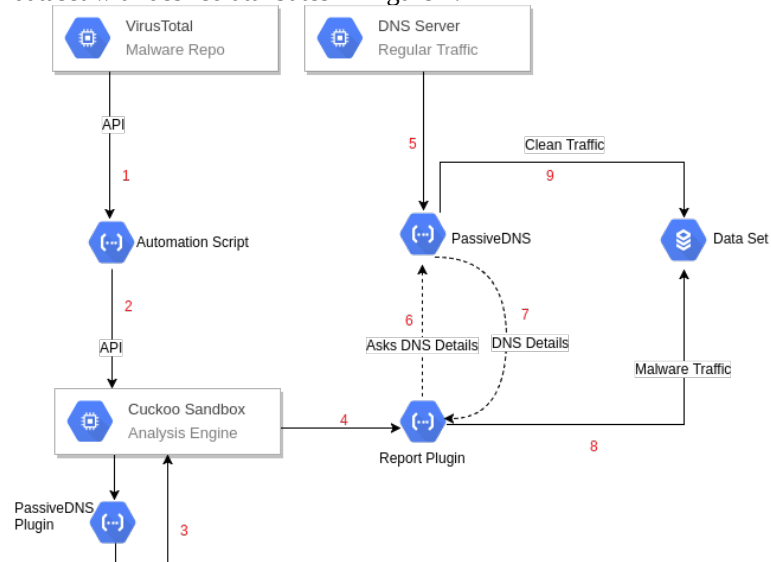 VirusTotal
Malware Repo
DNS Server
Regular Traffic
API
5
Clean Traffic
1
9
Automation Script
PassiveDNS
Data Set
2
6
7
API
Asks DNS Details
DNS Details
Malware Traffic
Cuckoo Sandbox
Analysis Engine
4
8
Report Plugin
PassiveDNS
Plugin
3